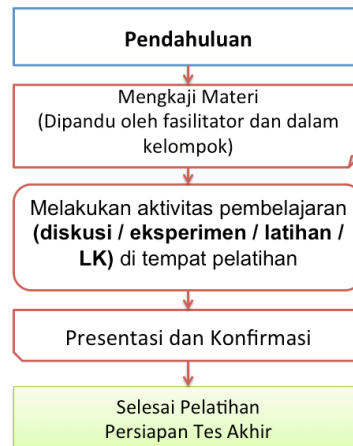 Pendahuluan
Mengkaji Materi
(Dipandu oleh fasilitator dan dalam
kelompok)
Melakukan aktivitas pembelajaran
(diskusi / eksperimen / latihan /
LK) di tempat pelatihan
Presentasi dan Konfirmasi
Selesai Pelatihan
Persiapan Tes Akhir